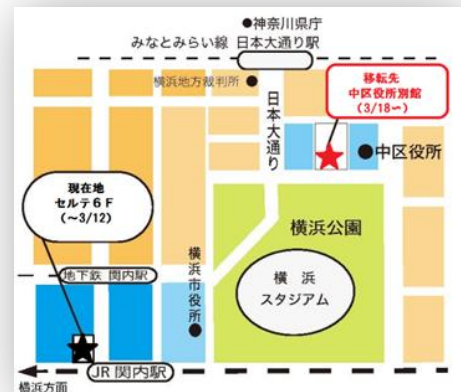 ●神奈川県庁
みなとみらい線 日本大通り駅
横浜地方裁判所●
日本大通り
移転先
中区役所別館
(3/18〜)
●中区役所
現在地
セルテ6F
(〜3/12)
横浜公園
地下鉄 関内駅
横浜市役所●
横浜
スタジアム
JR 関内駅
横浜方面